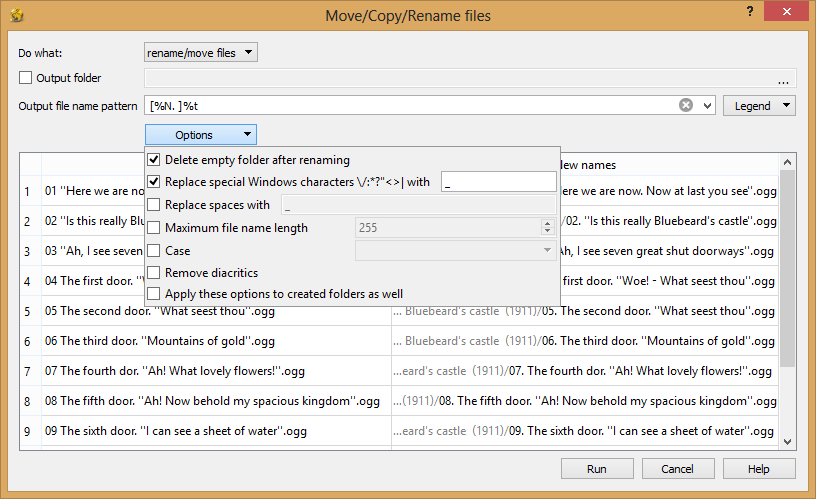 Move/Copy/Rename files
?
Do what: rename/move files
Output folder ...
Output file name pattern [%N. ]%t Legend
Options
Delete empty folder after renaming
Replace special Windows characters \/:*?"<>| with _
Replace spaces with _
Maximum file name length 255
Case
Remove diacritics
Apply these options to created folders as well
New names
1 01 ''Here we are no ere we are now. Now at last you see''.ogg
2 02 ''Is this really Blu /02. ''Is this really Bluebeard's castle''.ogg
3 03 ''Ah, I see seven Ah, I see seven great shut doorways''.ogg
4 04 The first door. ''W first door. ''Woe! - What seest thou''.ogg
5 05 The second door. ''What seest thou''.ogg ... Bluebeard's castle (1911)/05. The second door. ''What seest thou''.ogg
6 06 The third door. ''Mountains of gold''.ogg ... Bluebeard's castle (1911)/06. The third door. ''Mountains of gold''.ogg
7 07 The fourth dor. ''Ah! What lovely flowers!''.ogg ...eard's castle (1911)/07. The fourth dor. ''Ah! What lovely flowers!''.ogg
8 08 The fifth door. ''Ah! Now behold my spacious kingdom''.ogg ...(1911)/08. The fifth door. ''Ah! Now behold my spacious kingdom''.ogg
9 09 The sixth door. ''I can see a sheet of water''.ogg ...eard's castle (1911)/09. The sixth door. ''I can see a sheet of water''.ogg
Run Cancel Help